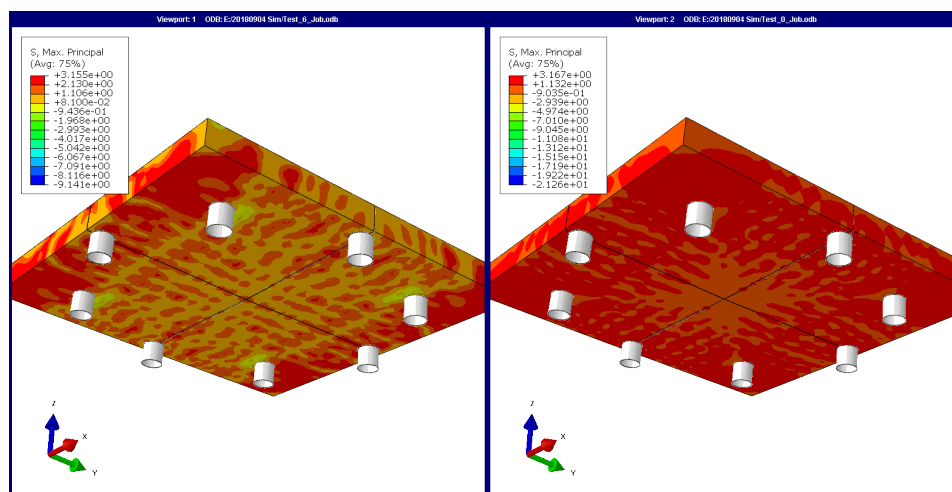 Viewport: 1 ODB: E:/20180904 Sim/Test_6_Job.odb
S, Max. Principal
(Avg: 75%)
+3.155e+00
+2.130e+00
+1.106e+00
+8.100e-02
-9.436e-01
-1.968e+00
-2.993e+00
-4.017e+00
-5.042e+00
-6.067e+00
-7.091e+00
-8.116e+00
-9.141e+00
Z
X
Y
Viewport: 2 ODB: E:/20180904 Sim/Test_0_Job.odb
S, Max. Principal
(Avg: 75%)
+3.167e+00
+1.132e+00
-9.035e-01
-2.939e+00
-4.974e+00
-7.010e+00
-9.045e+00
-1.108e+01
-1.312e+01
-1.515e+01
-1.719e+01
-1.922e+01
-2.126e+01
Z
X
Y